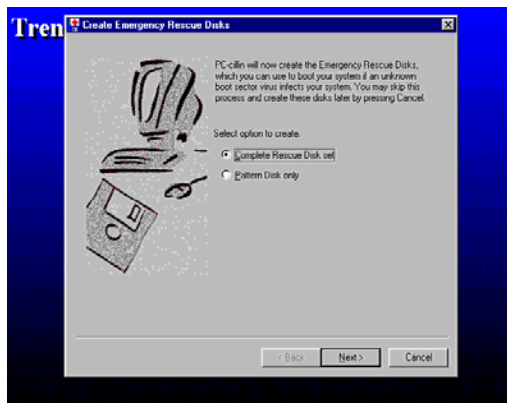 Tren
Create Emergency Rescue Disks
PC-cillin will now create the Emergency Rescue Disks,
which you can use to boot your system if an unknown
boot sector virus infects your system. You may skip this
process and create these disks later by pressing Cancel.
Select option to create.
Complete Rescue Disk set
Pattern Disk only
< Back
Next >
Cancel